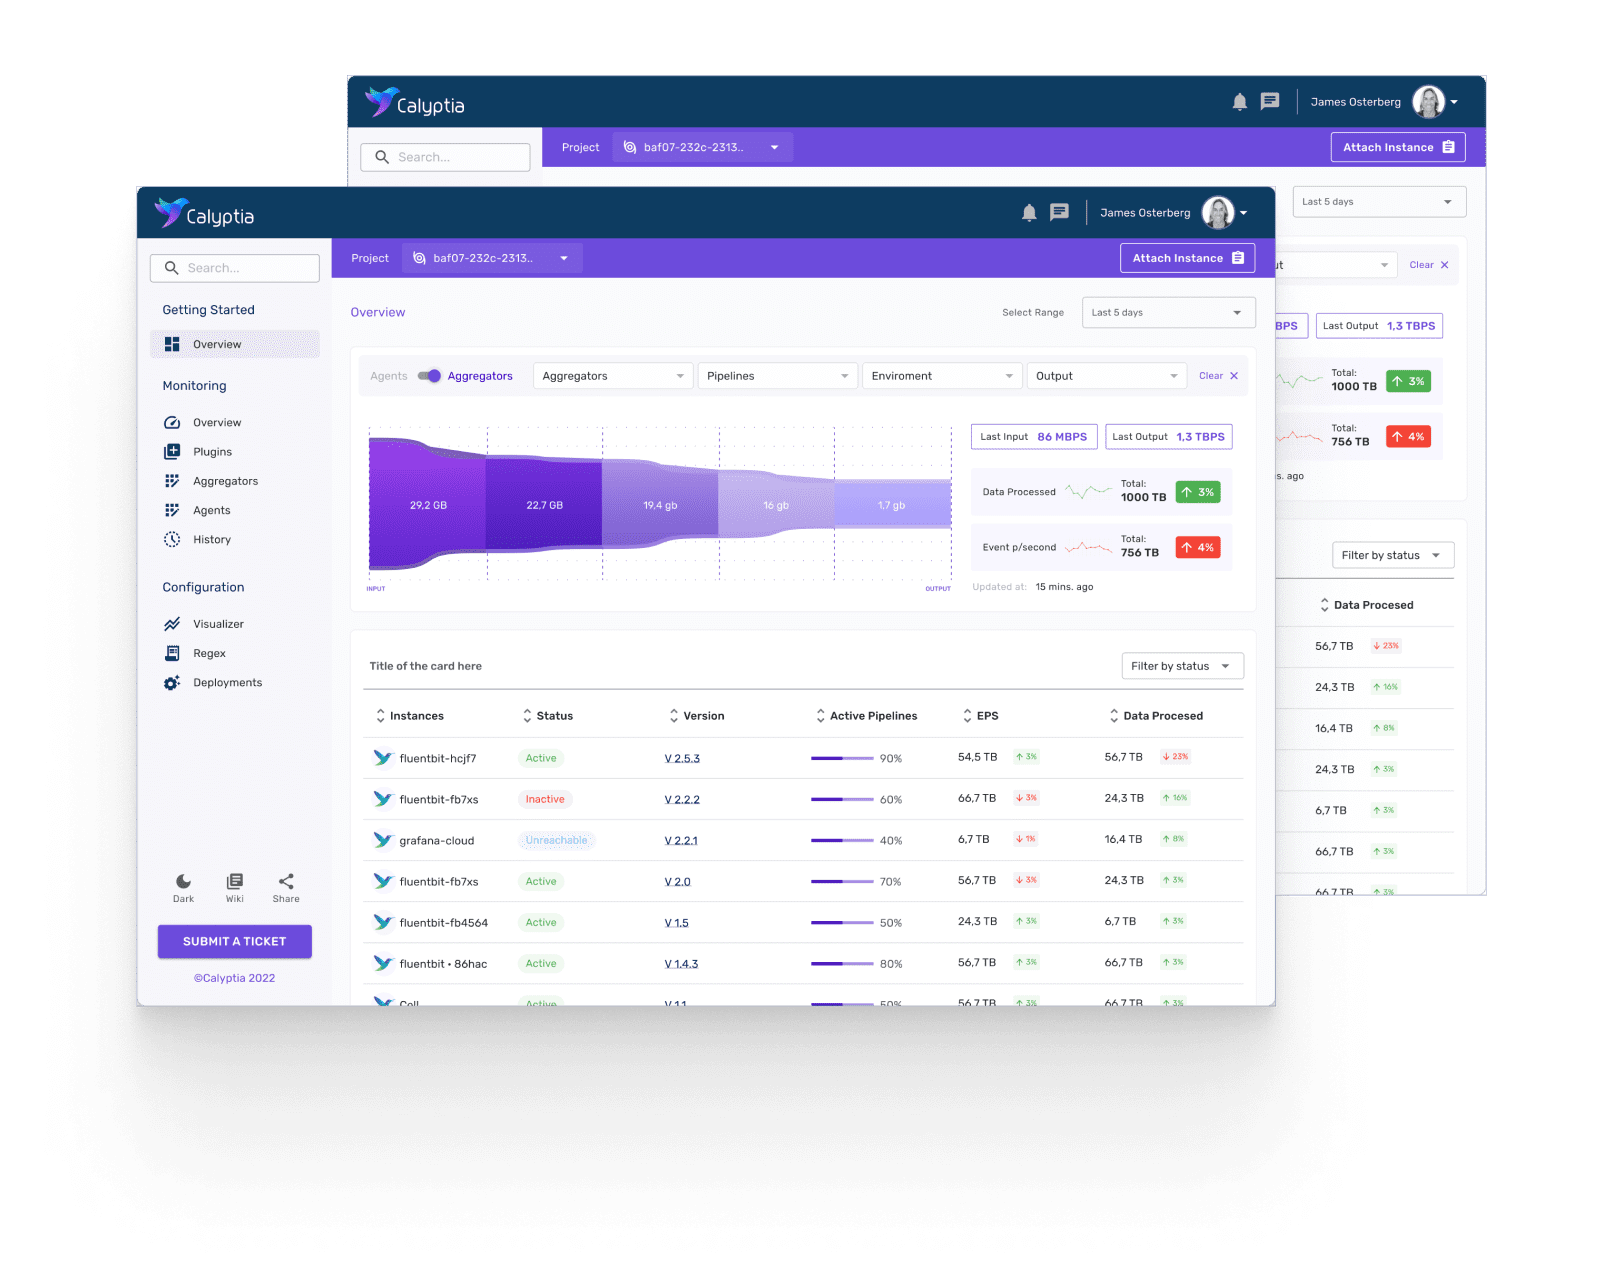 Calyptia
James Osterberg
Search...
Project baf07-232c-2313.. Attach Instance
Last 5 days
Clear
Last Output 1,3 TBPS
Total:
1000 TB 3%
Total:
756 TB 4%
ago
Filter by status
Data Procesed
56,7 TB 23%
24,3 TB 16%
16,4 TB 8%
24,3 TB 3%
6,7 TB 3%
66,7 TB 3%
66,7 TB 3%
Calyptia
James Osterberg
Search...
Project baf07-232c-2313.. Attach Instance
Getting Started
Overview
Monitoring
Overview
Plugins
Aggregators
Agents
History
Configuration
Visualizer
Regex
Deployments
Dark Wiki Share
SUBMIT A TICKET
©Calyptia 2022
Overview Select Range Last 5 days
Agents Aggregators Aggregators Pipelines Enviroment Output Clear
29,2 GB 22,7 GB 19,4 gb 16 gb 1,7 gb
INPUT OUTPUT
Last Input 86 MBPS Last Output 1,3 TBPS
Data Processed Total:
1000 TB 3%
Event p/second Total:
756 TB 4%
Updated at: 15 mins. ago
Title of the card here Filter by status
Instances Status Version Active Pipelines EPS Data Procesed
fluentbit-hcjf7 Active V 2.5.3 90% 54,5 TB 3% 56,7 TB 23%
fluentbit-fb7xs Inactive V 2.2.2 60% 66,7 TB 3% 24,3 TB 16%
grafana-cloud Unreachable V 2.2.1 40% 6,7 TB 1% 16,4 TB 8%
fluentbit-fb7xs Active V 2.0 70% 56,7 TB 3% 24,3 TB 3%
fluentbit-fb4564 Active V 1.5 50% 24,3 TB 3% 6,7 TB 3%
fluentbit • 86hac Active V 1.4.3 80% 56,7 TB 3% 66,7 TB 3%
Coll Active V 1.1 50% 56,7 TB 3% 66,7 TB 3%